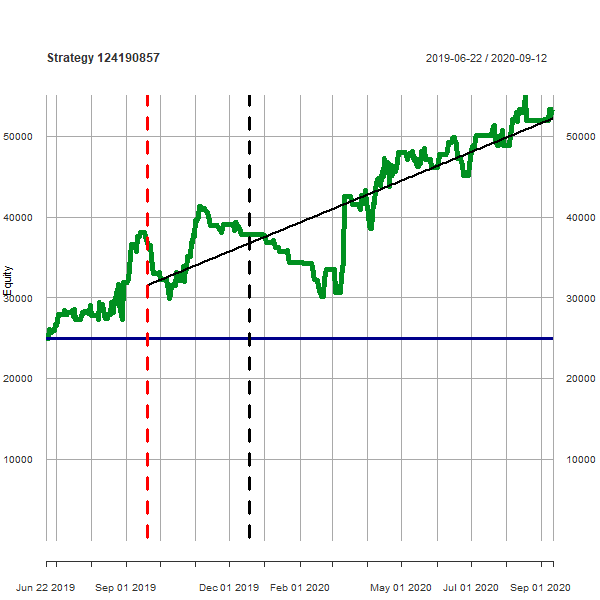 Strategy 124190857
2019-06-22 / 2020-09-12
50000
50000
40000
40000
Equity
30000
30000
20000
20000
10000
10000
Jun 22 2019
Sep 01 2019
Dec 01 2019
Feb 01 2020
May 01 2020
Jul 01 2020
Sep 01 2020